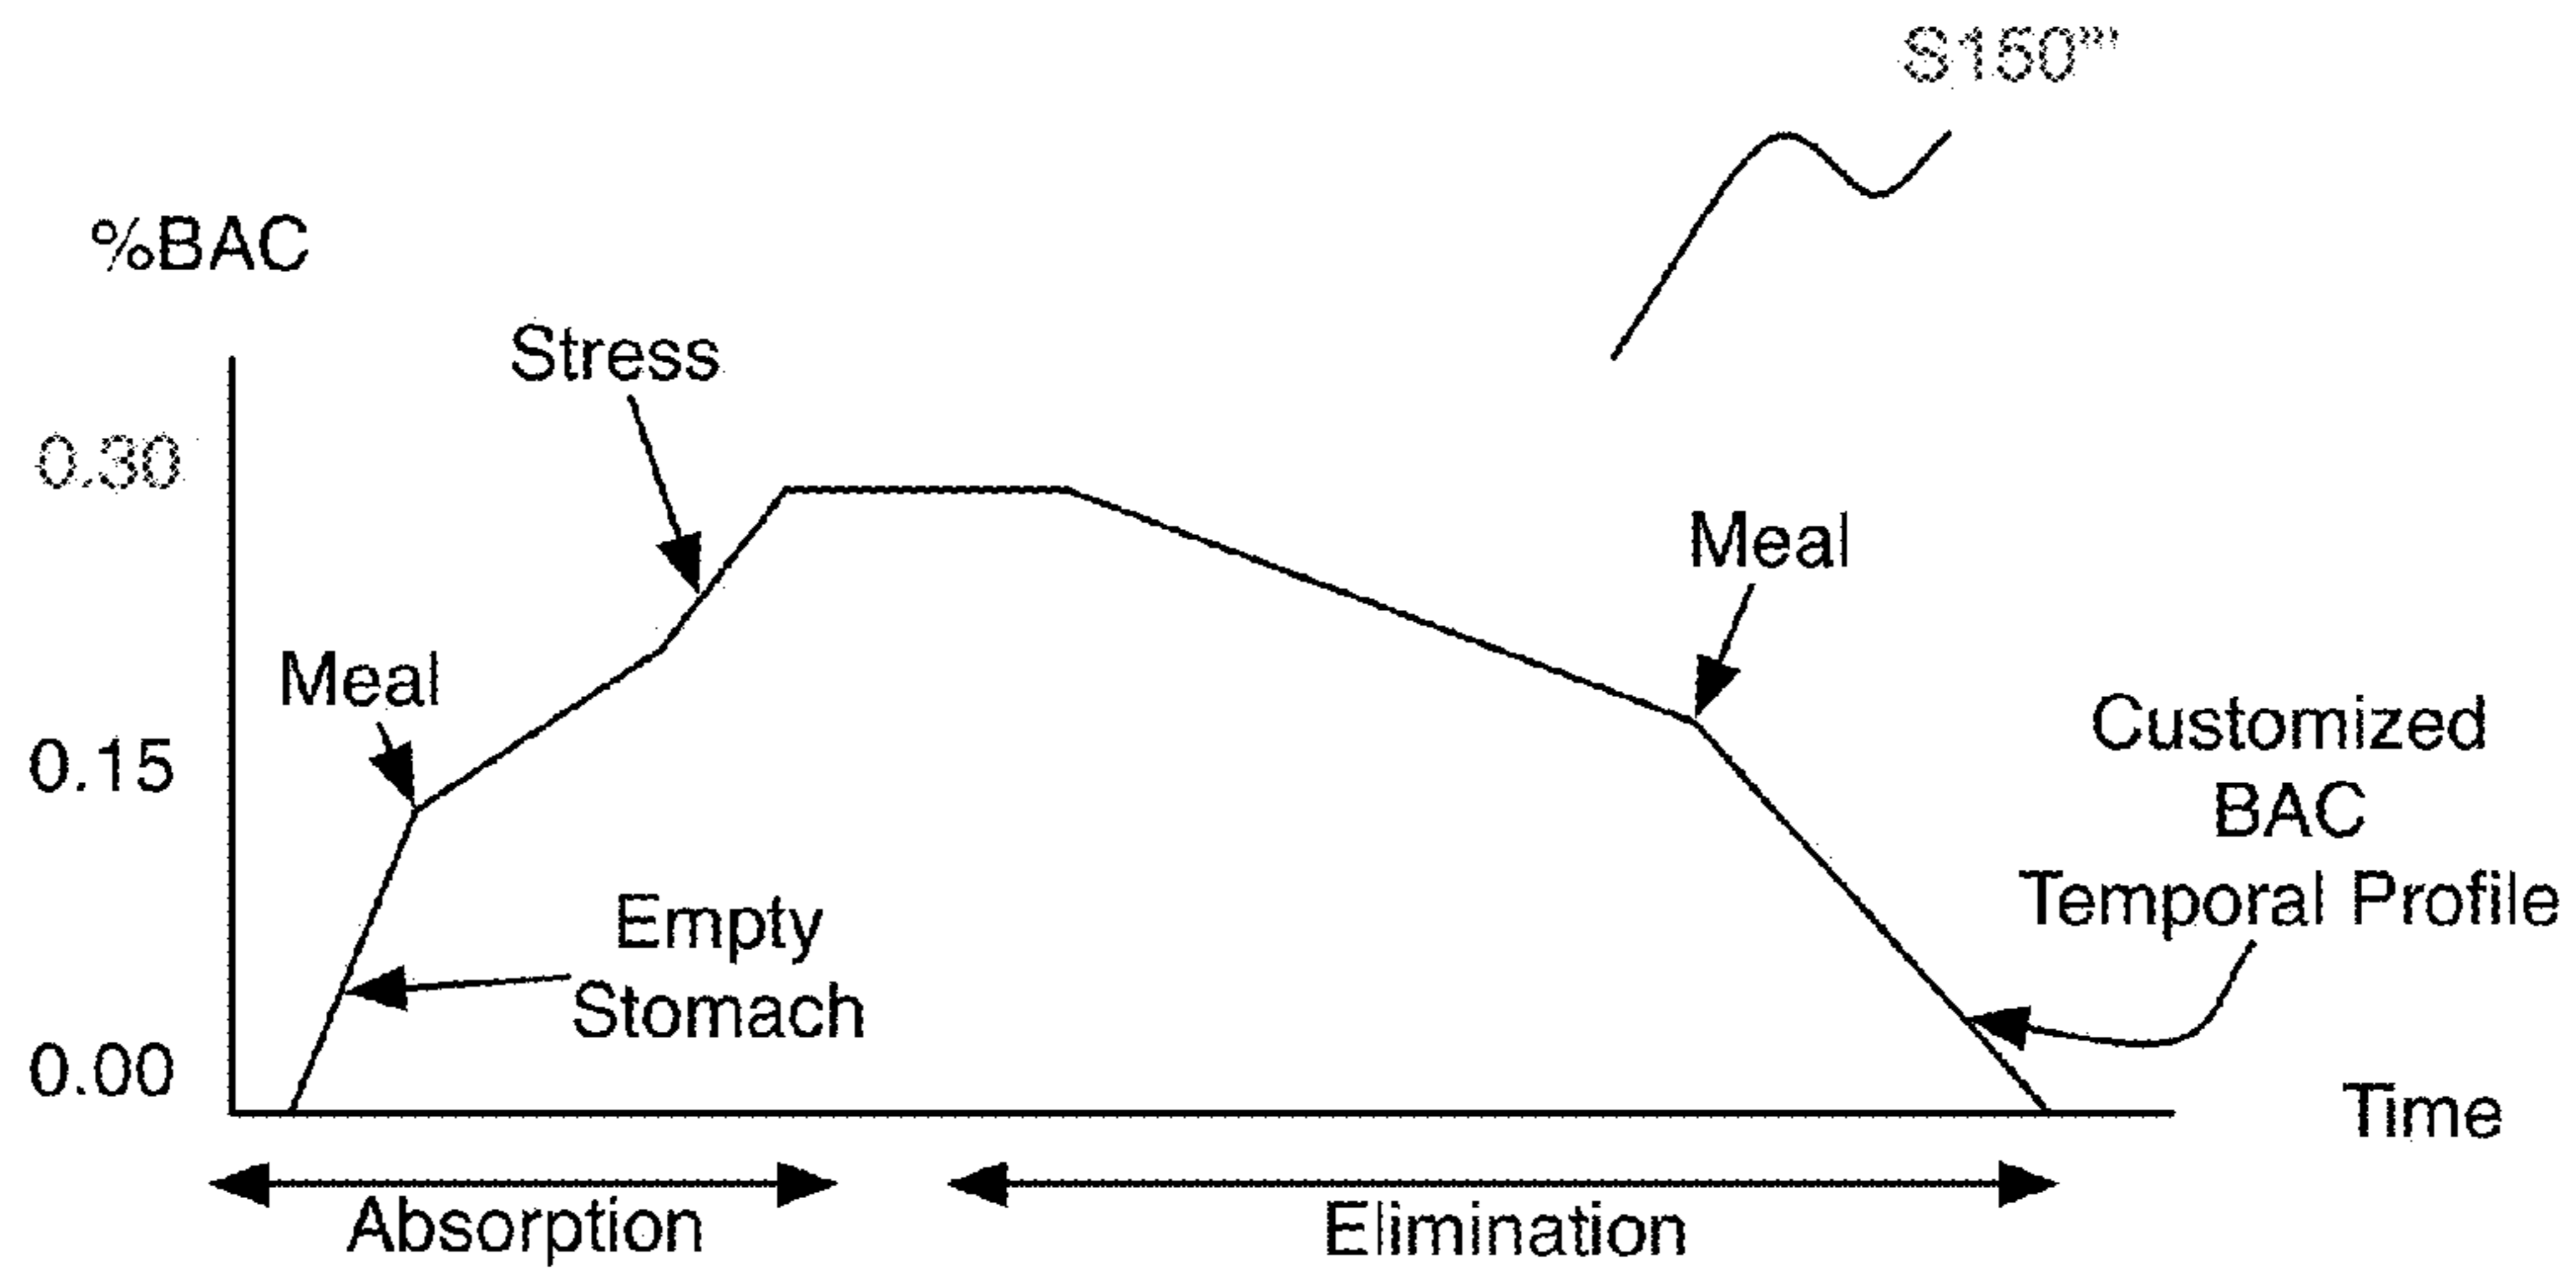 S150'''
%BAC
Stress
0.30
Meal
Meal
0.15
Customized
BAC
Temporal Profile
Empty
Stomach
0.00
Time
Absorption
Elimination